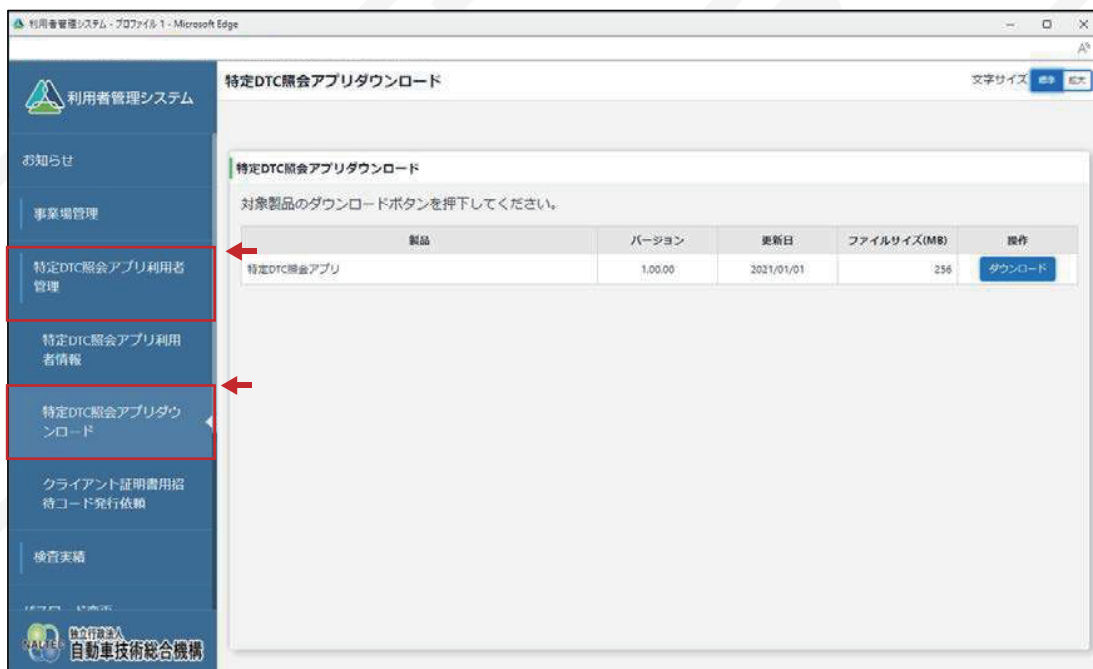 利用者管理システム - プロファイル 1 - Microsoft Edge
利用者管理システム
お知らせ
事業場管理
特定DTC照会アプリ利用者
管理
特定DTC照会アプリ利用
者情報
特定DTC照会アプリダウ
ンロード
クライアント証明書用招
待コード発行依頼
検査実績
NALTEC 独立行政法人
自動車技術総合機構
特定DTC照会アプリダウンロード
文字サイズ 標準 拡大
特定DTC照会アプリダウンロード
対象製品のダウンロードボタンを押下してください。
製品 バージョン 更新日 ファイルサイズ(MB) 操作
特定DTC照会アプリ 1.00.00 2021/01/01 256 ダウンロード